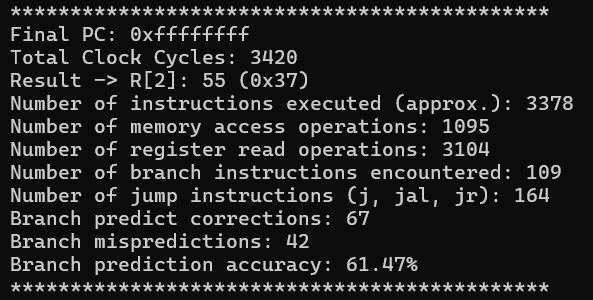 *********************************************
Final PC: 0xffffffff
Total Clock Cycles: 3420
Result -> R[2]: 55 (0x37)
Number of instructions executed (approx.): 3378
Number of memory access operations: 1095
Number of register read operations: 3104
Number of branch instructions encountered: 109
Number of jump instructions (j, jal, jr): 164
Branch predict corrections: 67
Branch mispredictions: 42
Branch prediction accuracy: 61.47%
*********************************************